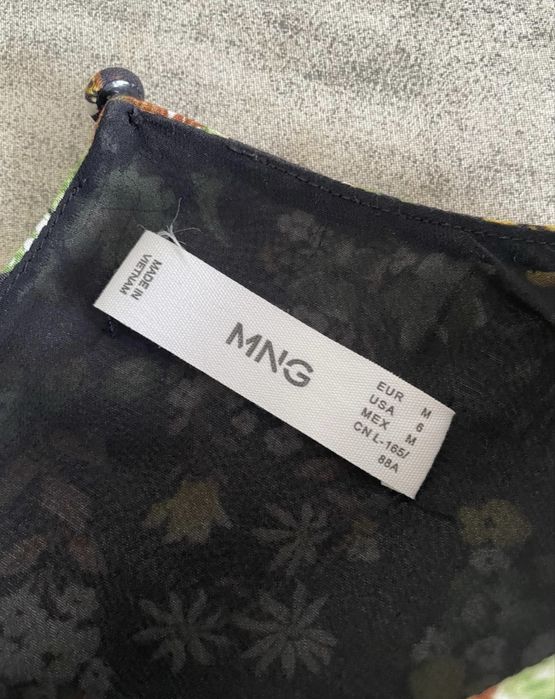 MADE IN
VIETNAM
MNG
EUR M
USA 6
MEX M
CN L-165/
88A